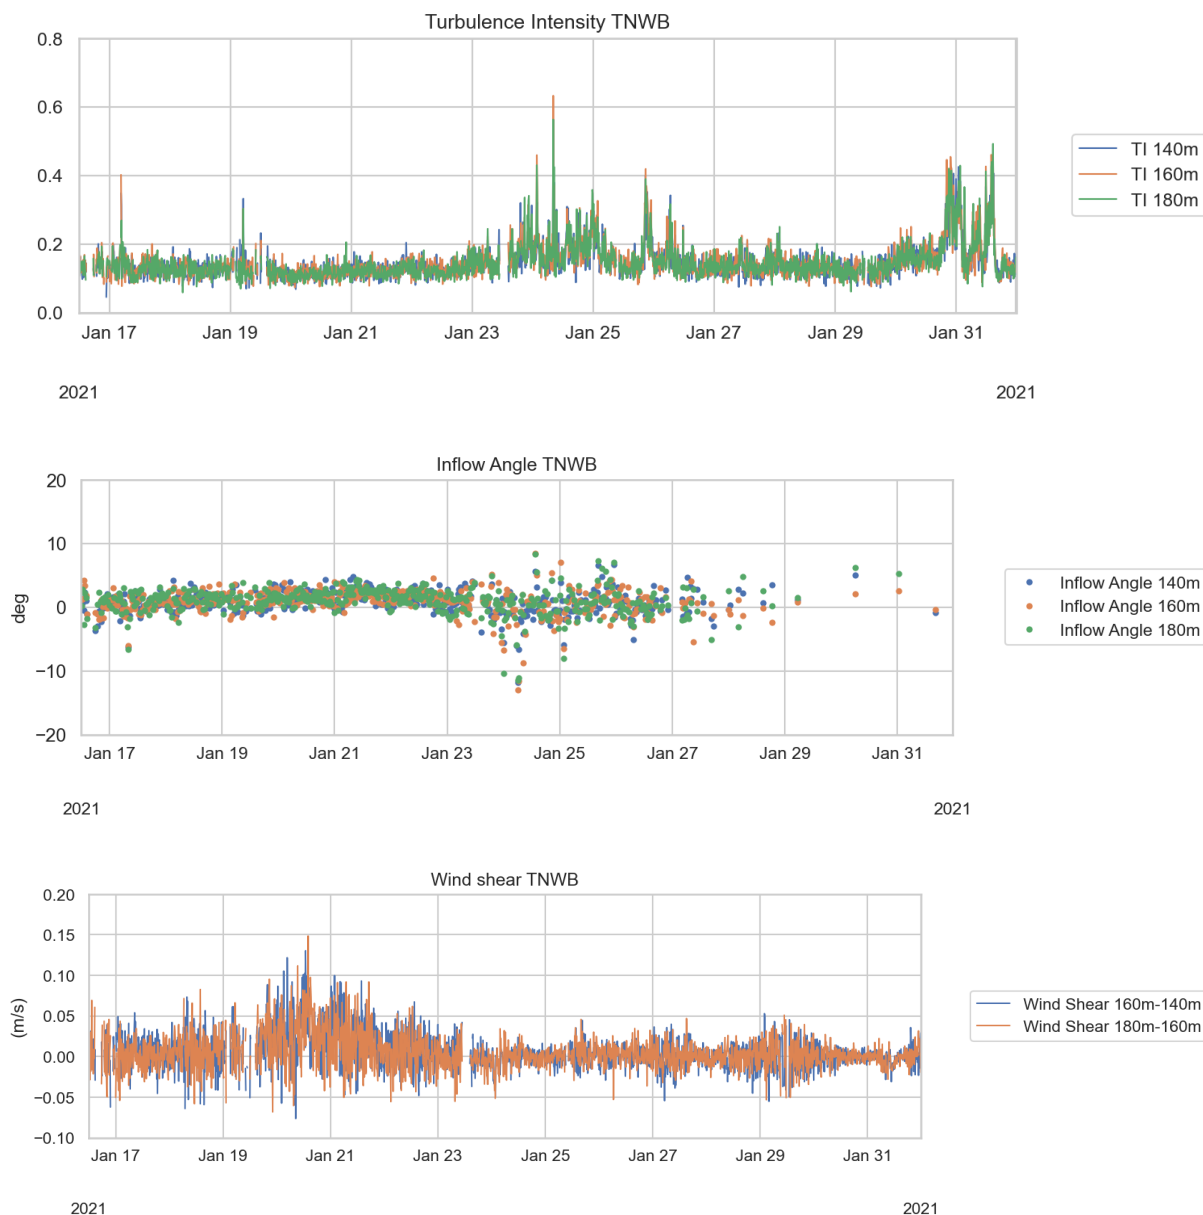 Turbulence Intensity TNWB
0.8
0.6
0.4
0.2
0.0
Jan 17 Jan 19 Jan 21 Jan 23 Jan 25 Jan 27 Jan 29 Jan 31
2021 2021
TI 140m
TI 160m
TI 180m
Inflow Angle TNWB
deg
20
10
0
−10
−20
Jan 17 Jan 19 Jan 21 Jan 23 Jan 25 Jan 27 Jan 29 Jan 31
2021 2021
Inflow Angle 140m
Inflow Angle 160m
Inflow Angle 180m
Wind shear TNWB
(m/s)
0.20
0.15
0.10
0.05
0.00
−0.05
−0.10
Jan 17 Jan 19 Jan 21 Jan 23 Jan 25 Jan 27 Jan 29 Jan 31
2021 2021
Wind Shear 160m-140m
Wind Shear 180m-160m